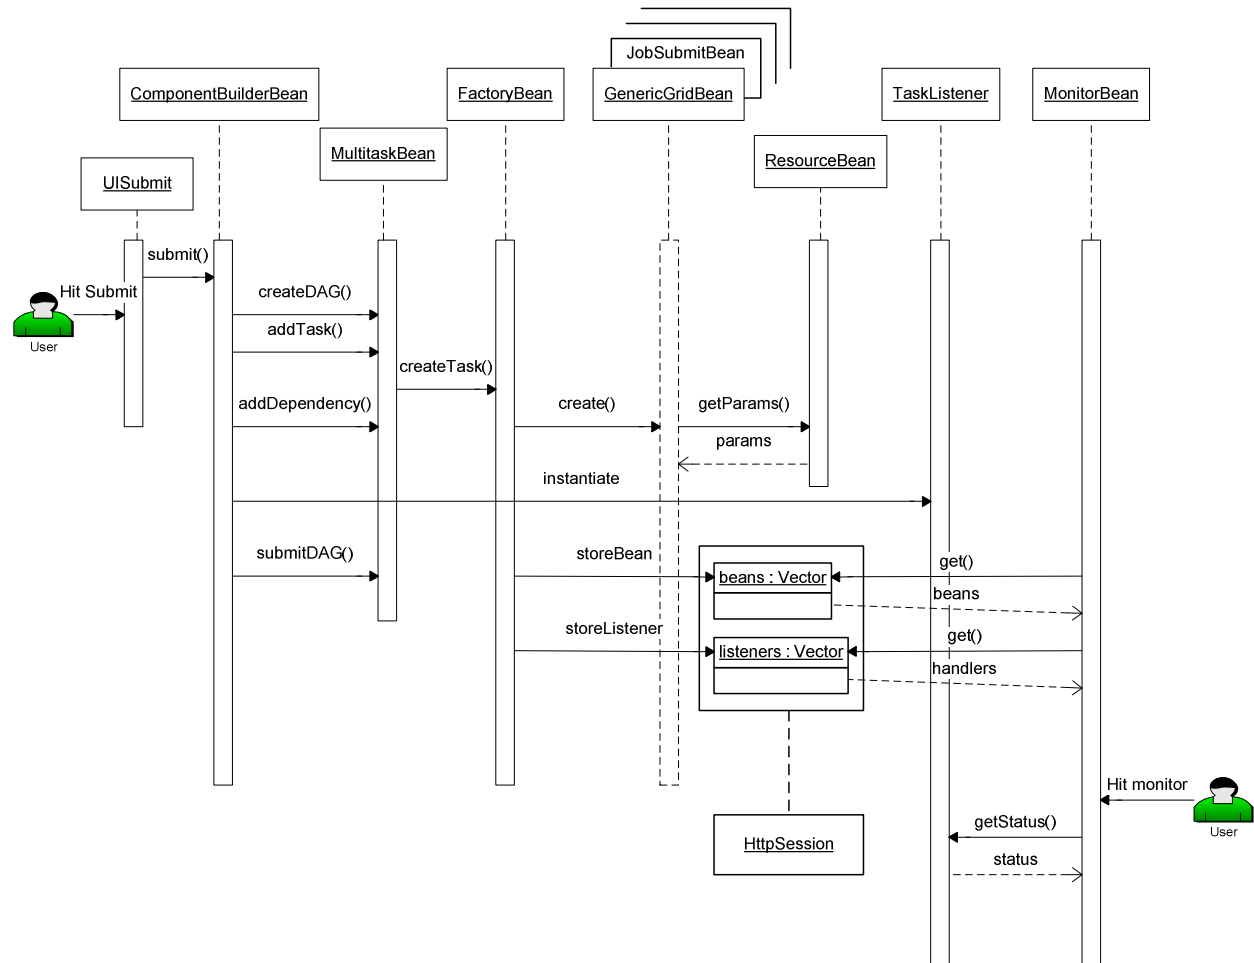 JobSubmitBean
ComponentBuilderBean
FactoryBean
GenericGridBean
TaskListener
MonitorBean
MultitaskBean
ResourceBean
UISubmit
submit()
Hit Submit
createDAG()
addTask()
User
createTask()
addDependency()
create()
getParams()
params
instantiate
submitDAG()
storeBean
get()
beans : Vector
beans
storeListener
get()
listeners : Vector
handlers
Hit monitor
getStatus()
User
HttpSession
status